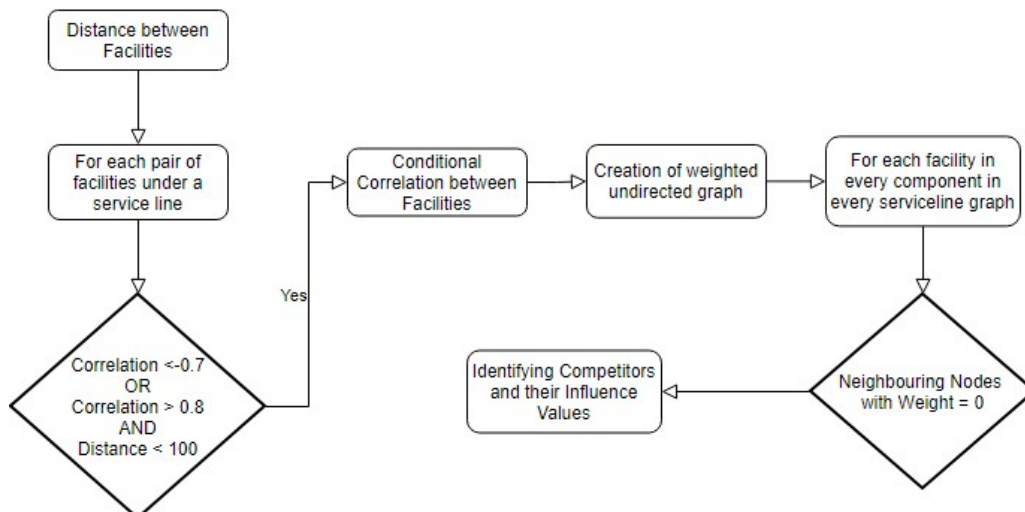 Distance between
Facilities
For each pair of
facilities under a
service line
Correlation <-0.7
OR
Correlation > 0.8
AND
Distance < 100
Yes
Conditional
Correlation between
Facilities
Creation of weighted
undirected graph
For each facility in
every component in
every serviceline graph
Neighbouring Nodes
with Weight = 0
Identifying Competitors
and their Influence
Values